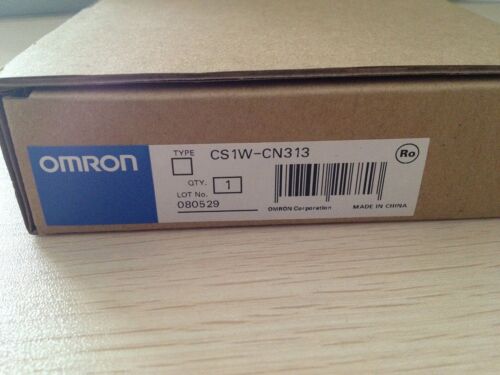 OMRON
TYPE CS1W-CN313
Ro
QTY. 1
LOT No.
080529
OMRON Corporation MADE IN CHINA